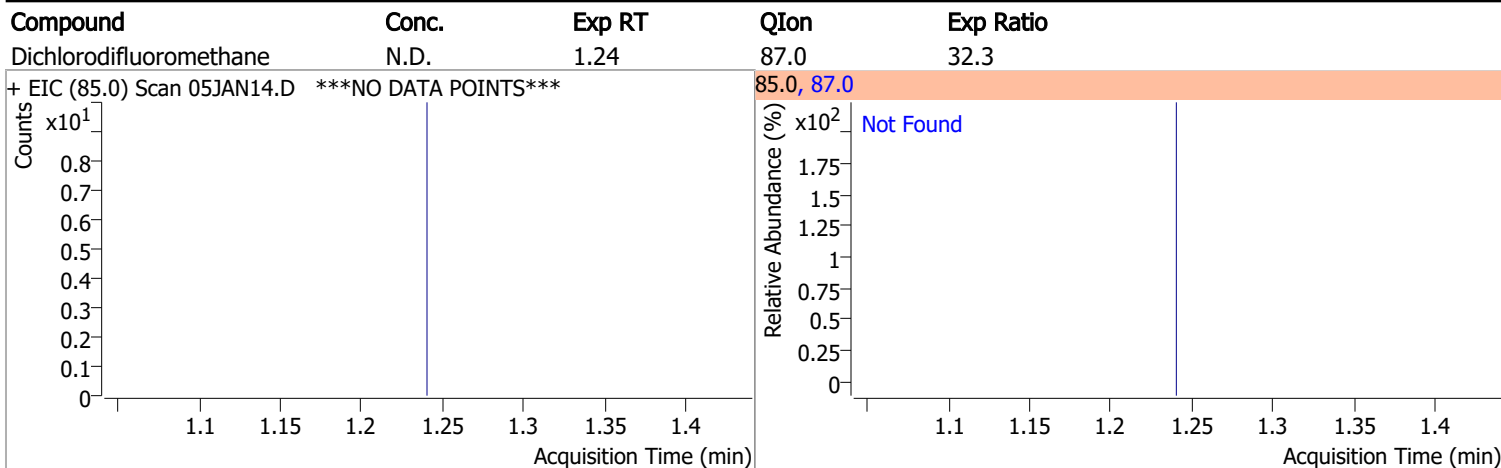 Compound Conc. Exp RT QIon Exp Ratio
Dichlorodifluoromethane N.D. 1.24 87.0 32.3
+ EIC (85.0) Scan 05JAN14.D ***NO DATA POINTS***
Counts
x10¹
0.8
0.7
0.6
0.5
0.4
0.3
0.2
0.1
0
1.1 1.15 1.2 1.25 1.3 1.35 1.4
Acquisition Time (min)
85.0, 87.0
Relative Abundance (%)
x10²
Not Found
1.75
1.5
1.25
1
0.75
0.5
0.25
0
1.1 1.15 1.2 1.25 1.3 1.35 1.4
Acquisition Time (min)